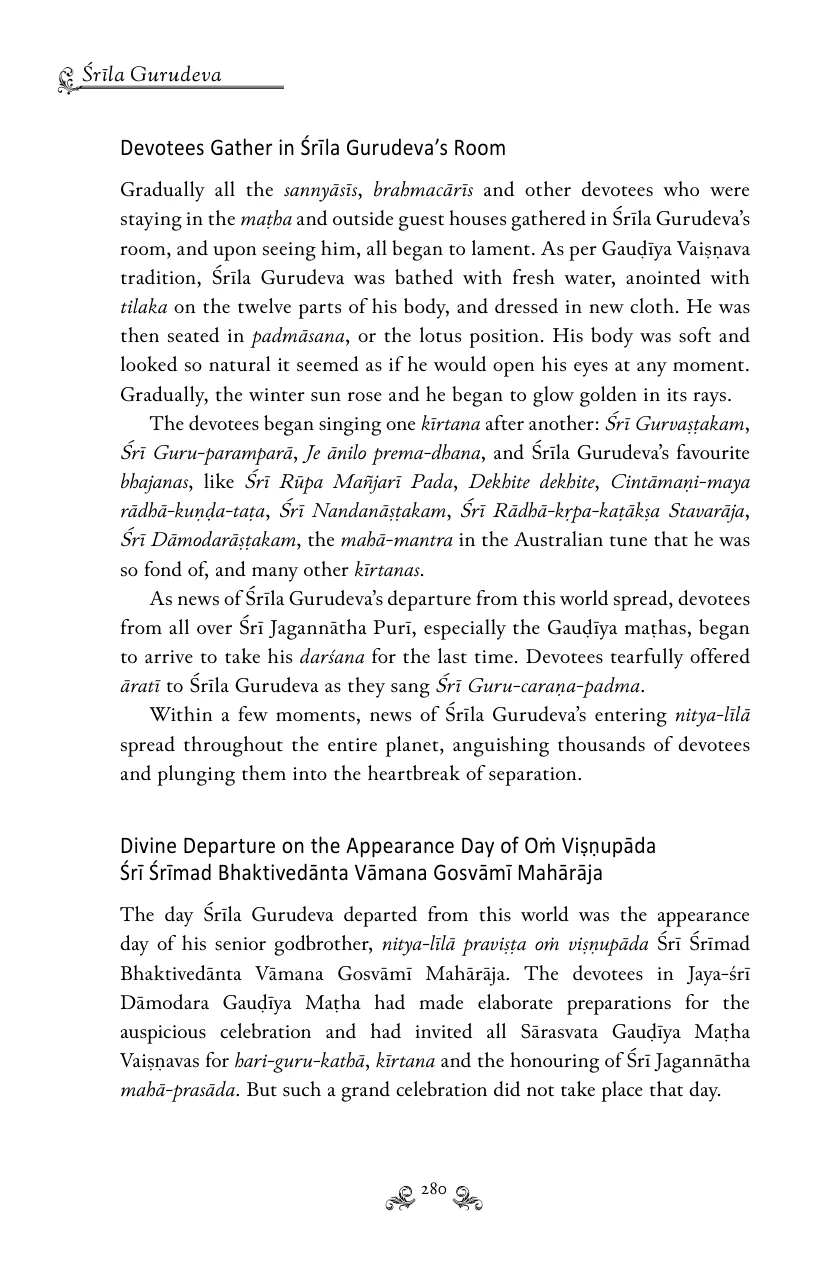 Śrīla Gurudeva
Devotees Gather in Śrīla Gurudeva’s Room
Gradually all the sannyāsīs, brahmacārīs and other devotees who were
staying in the maṭha and outside guest houses gathered in Śrīla Gurudeva’s
room, and upon seeing him, all began to lament. As per Gauḍīya Vaiṣṇava
tradition, Śrīla Gurudeva was bathed with fresh water, anointed with
tilaka on the twelve parts of his body, and dressed in new cloth. He was
then seated in padmāsana, or the lotus position. His body was soft and
looked so natural it seemed as if he would open his eyes at any moment.
Gradually, the winter sun rose and he began to glow golden in its rays.
The devotees began singing one kīrtana after another: Śrī Gurvaṣṭakam,
Śrī Guru-paramparā, Je ānilo prema-dhana, and Śrīla Gurudeva’s favourite
bhajanas, like Śrī Rūpa Mañjarī Pada, Dekhite dekhite, Cintāmaṇi-maya
rādhā-kuṇḍa-taṭa, Śrī Nandanāṣṭakam, Śrī Rādhā-kṛpa-kaṭākṣa Stavarāja,
Śrī Dāmodarāṣṭakam, the mahā-mantra in the Australian tune that he was
so fond of, and many other kīrtanas.
As news of Śrīla Gurudeva’s departure from this world spread, devotees
from all over Śrī Jagannātha Purī, especially the Gauḍīya maṭhas, began
to arrive to take his darśana for the last time. Devotees tearfully offered
āratī to Śrīla Gurudeva as they sang Śrī Guru-caraṇa-padma.
Within a few moments, news of Śrīla Gurudeva’s entering nitya-līlā
spread throughout the entire planet, anguishing thousands of devotees
and plunging them into the heartbreak of separation.
Divine Departure on the Appearance Day of Oṁ Viṣṇupāda
Śrī Śrīmad Bhaktivedānta Vāmana Gosvāmī Mahārāja
The day Śrīla Gurudeva departed from this world was the appearance
day of his senior godbrother, nitya-līlā praviṣṭa oṁ viṣṇupāda Śrī Śrīmad
Bhaktivedānta Vāmana Gosvāmī Mahārāja. The devotees in Jaya-śrī
Dāmodara Gauḍīya Maṭha had made elaborate preparations for the
auspicious celebration and had invited all Sārasvata Gauḍīya Maṭha
Vaiṣṇavas for hari-guru-kathā, kīrtana and the honouring of Śrī Jagannātha
mahā-prasāda. But such a grand celebration did not take place that day.
280